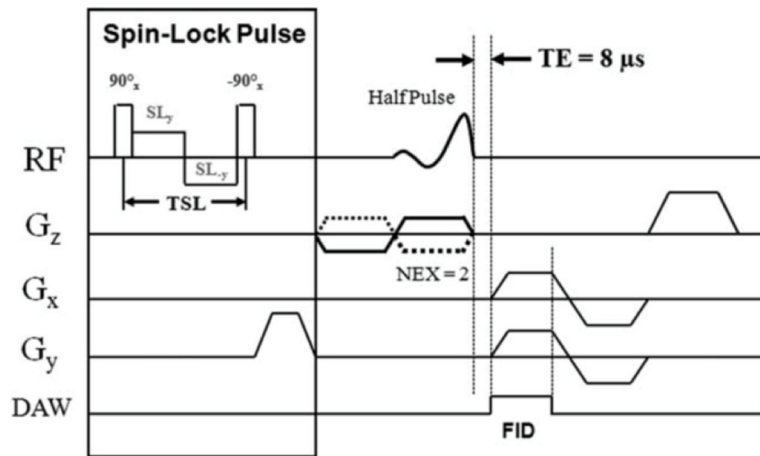 Spin-Lock Pulse
TE = 8 µs
90°ₓ
-90°ₓ
HalfPulse
SLy
RF
SL-y
TSL
Gz
NEX = 2
Gx
Gy
DAW
FID